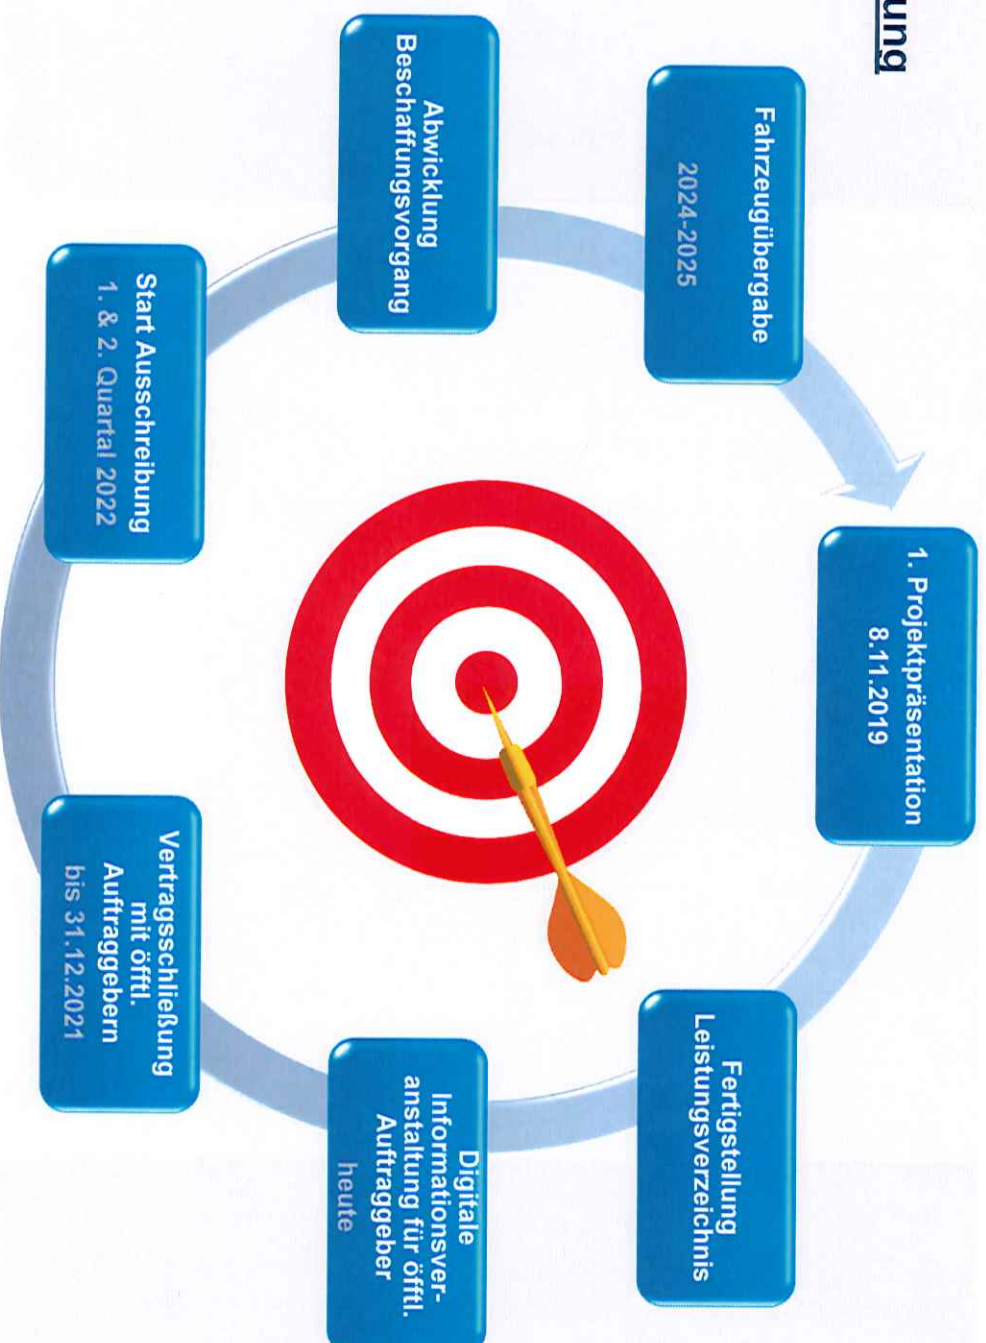 ung
1. Projektpräsentation
8.11.2019
Fertigstellung
Leistungsverzeichnis
Digitale
Informationsver-
anstaltung für öfftl.
Auftraggeber
heute
Vertragsschließung
mit öfftl.
Auftraggebern
bis 31.12.2021
Start Ausschreibung
1. & 2. Quartal 2022
Abwicklung
Beschaffungsvorgang
Fahrzeugübergabe
2024-2025